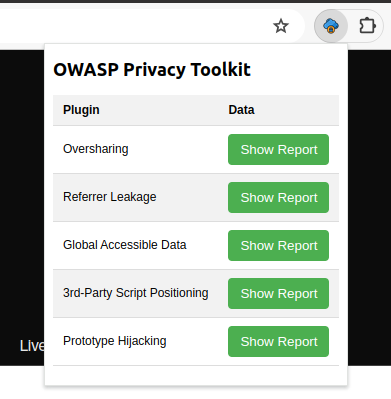 OWASP Privacy Toolkit
Plugin Data
Oversharing Show Report
Referrer Leakage Show Report
Global Accessible Data Show Report
3rd-Party Script Positioning Show Report
Prototype Hijacking Show Report
Live